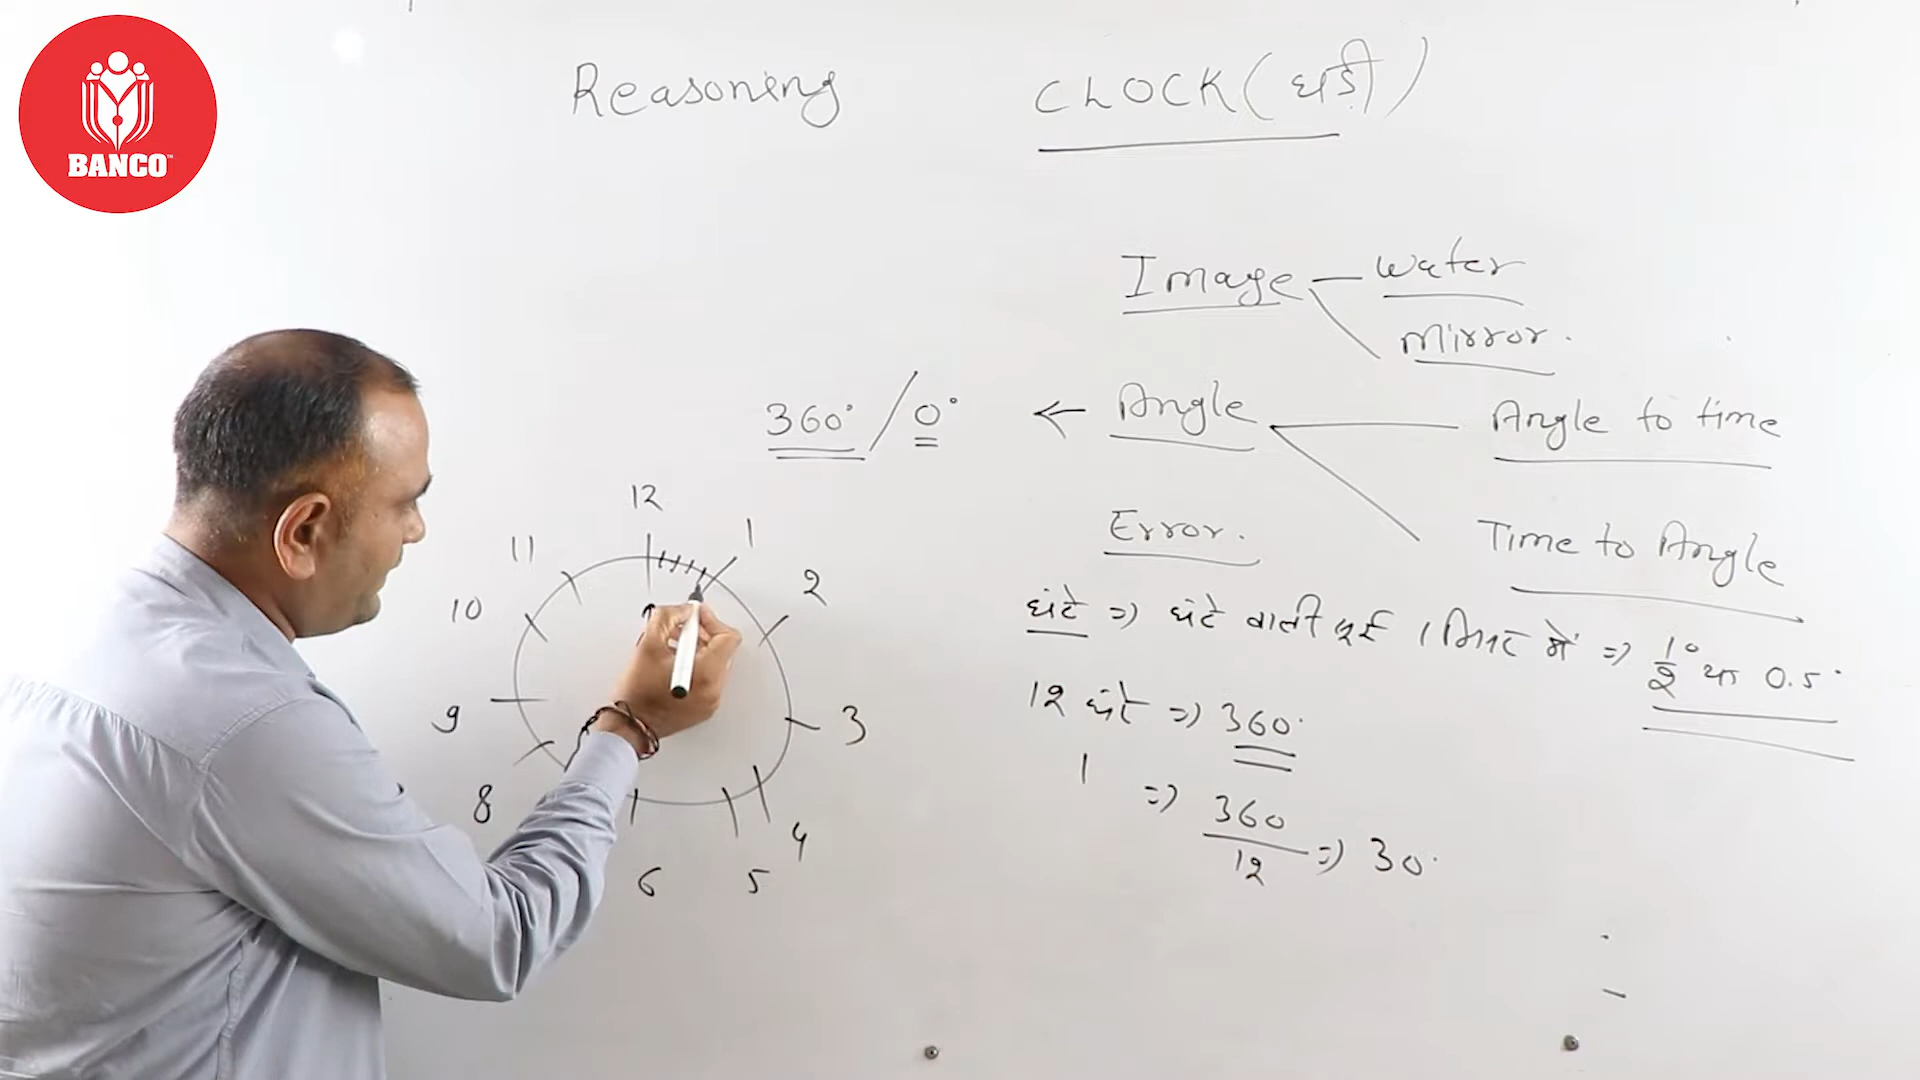 BANCO™
Reasoning
CLOCK (घडी)
Image — Water
Mirror.
360° / 0° ← Angle
Angle to time
Time to Angle
Error.
घंटे ⇒ घंटे वाली सुई 1 मिनट में ⇒ 1/2° या 0.5°
12 घंटे ⇒ 360°
1 ⇒ 360/12 ⇒ 30°
12
1
2
3
4
5
6
8
9
10
11